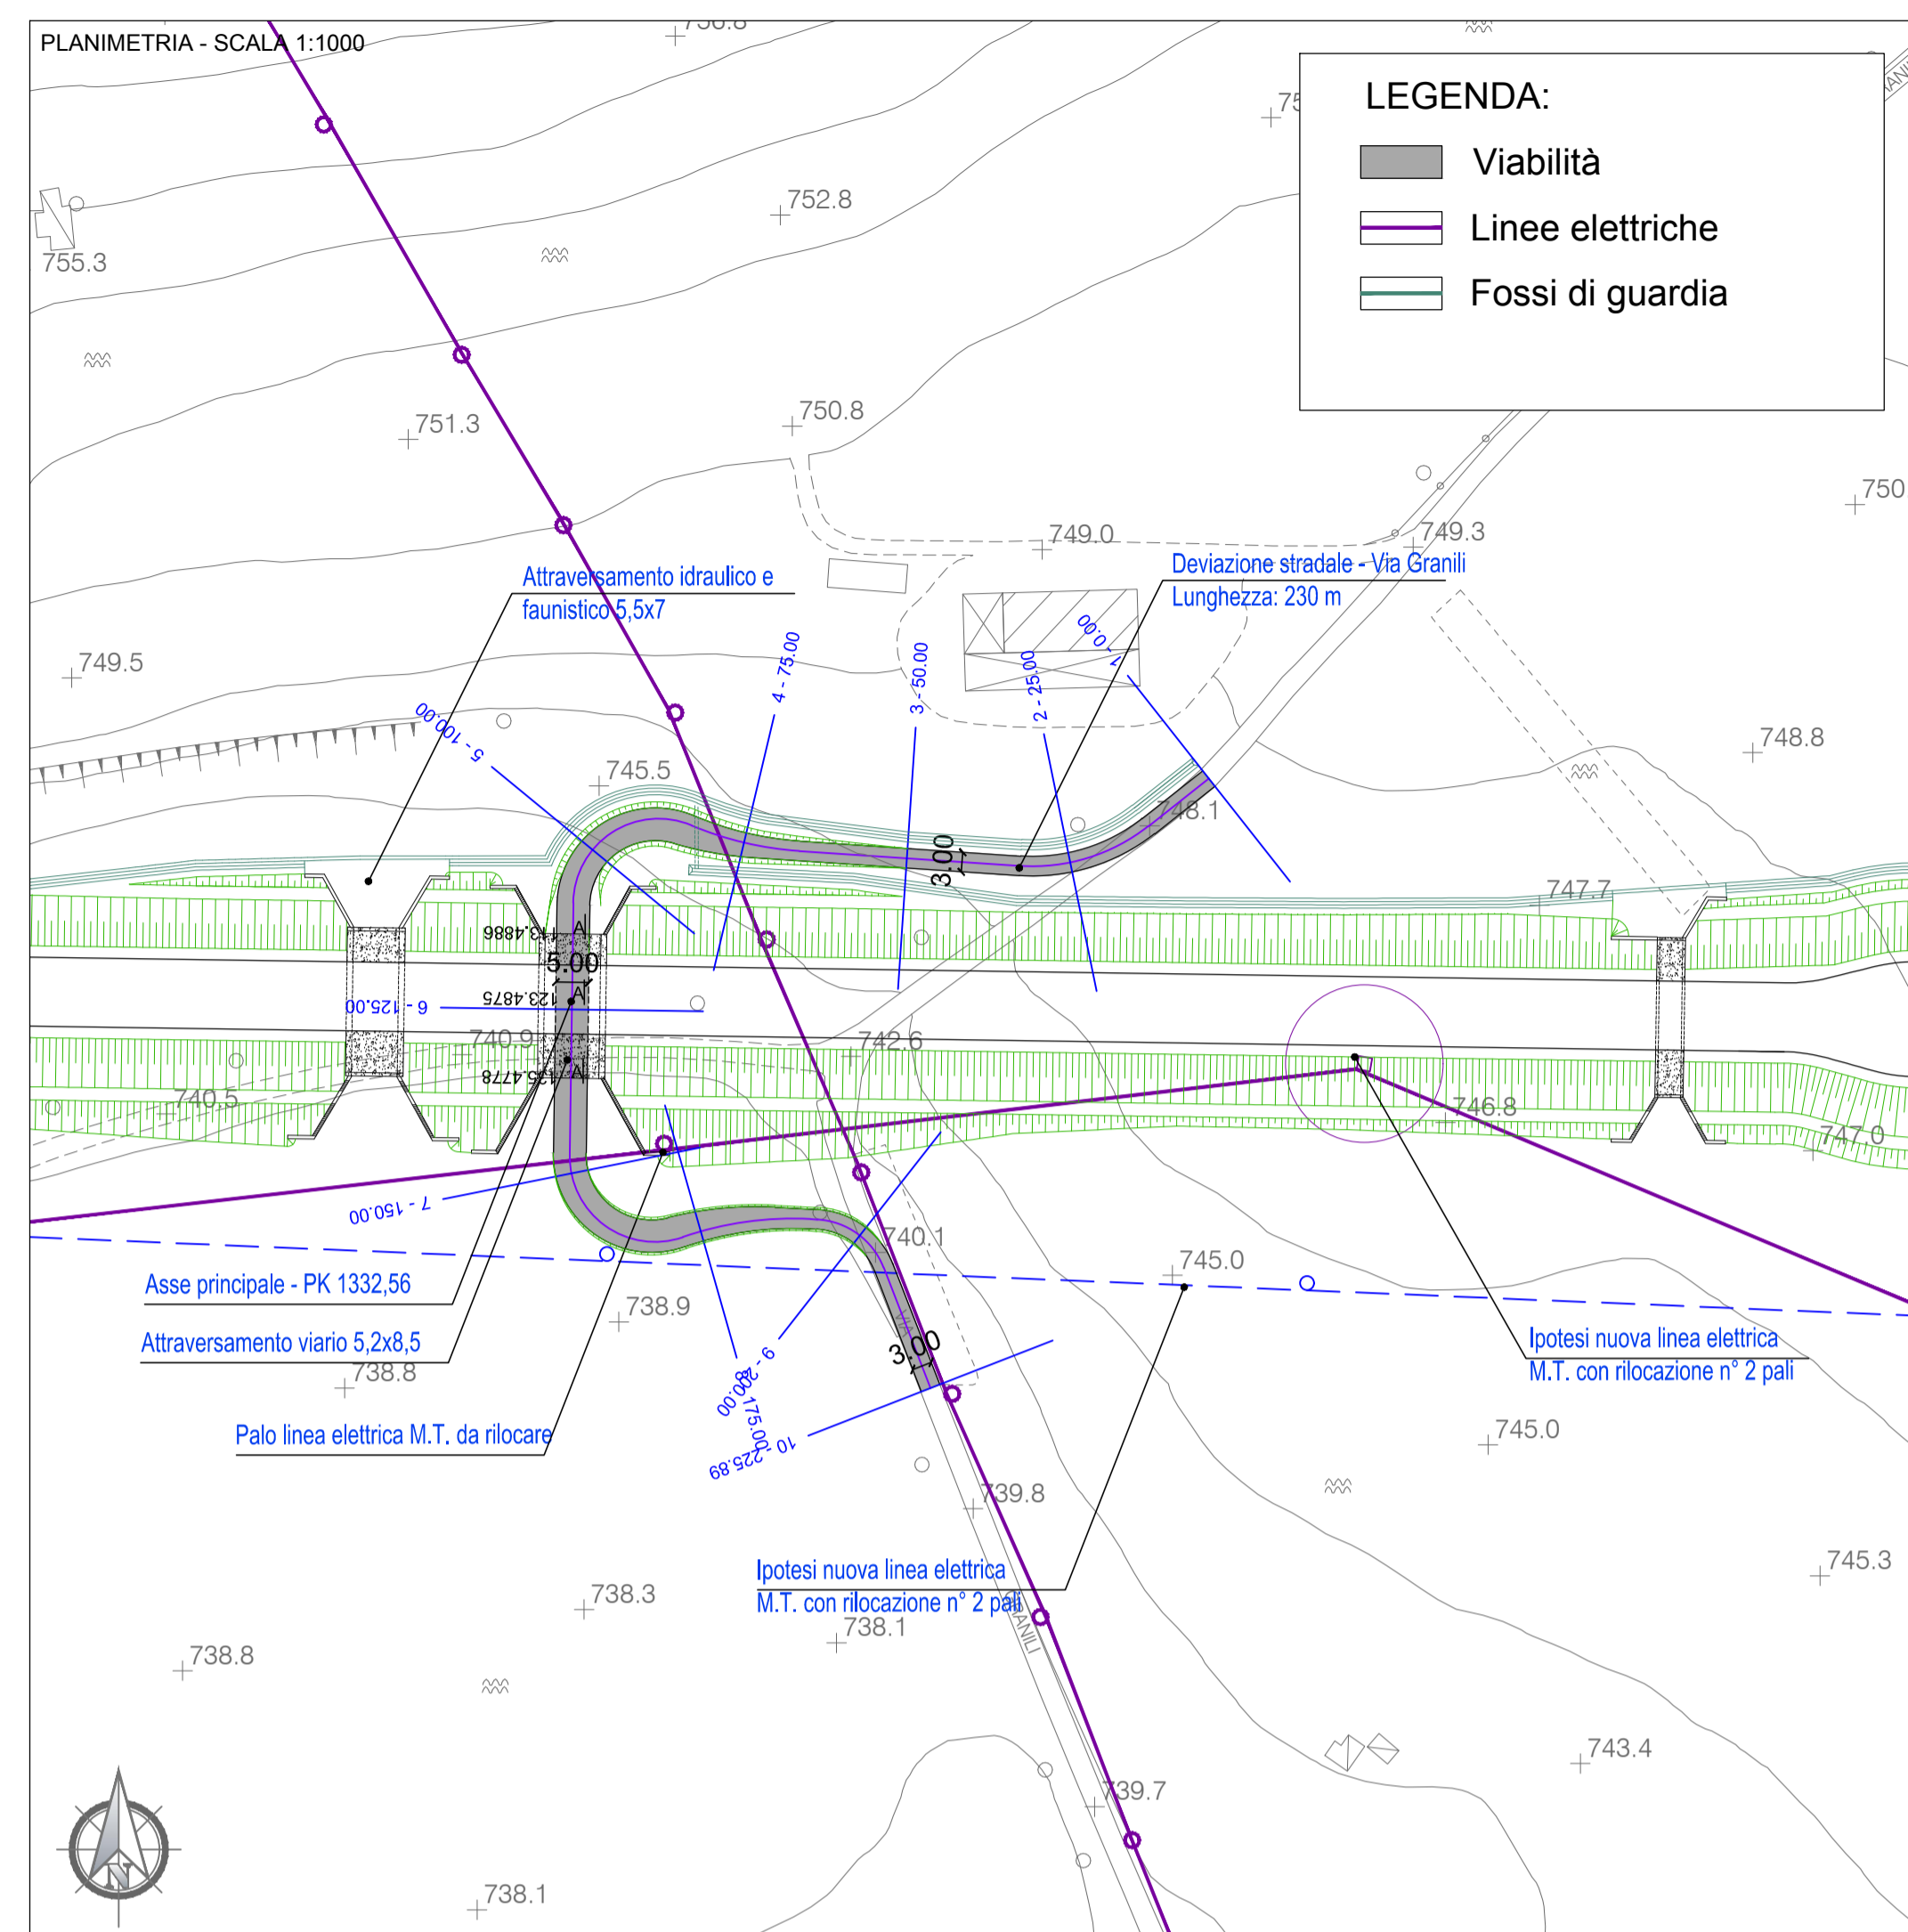 PLANIMETRIA - SCALA 1:1000
LEGENDA:
Viabilità
Linee elettriche
Fossi di guardia
752.8
755.3
751.3
750.8
749.0
749.3
Attraversamento idraulico e
faunistico 5,5x7
Deviazione stradale - Via Granili
Lunghezza: 230 m
749.5
1 - 0.00
2 - 25.00
3 - 50.00
4 - 75.00
5 - 100.00
745.5
748.8
748.1
3.00
747.7
113.4886
A
5.00
123.4875
A
6 - 125.00
740.9
742.6
135.4778
A
740.5
746.8
747.0
7 - 150.00
740.1
745.0
Asse principale - PK 1332,56
738.9
Attraversamento viario 5,2x8,5
3.00
Ipotesi nuova linea elettrica
M.T. con rilocazione n° 2 pali
738.8
9 - 200.00
8 - 175.00
10 - 225.89
Palo linea elettrica M.T. da rilocare
745.0
739.8
Ipotesi nuova linea elettrica
M.T. con rilocazione n° 2 pali
GRANILI
745.3
738.3
738.1
738.8
743.4
739.7
738.1
N